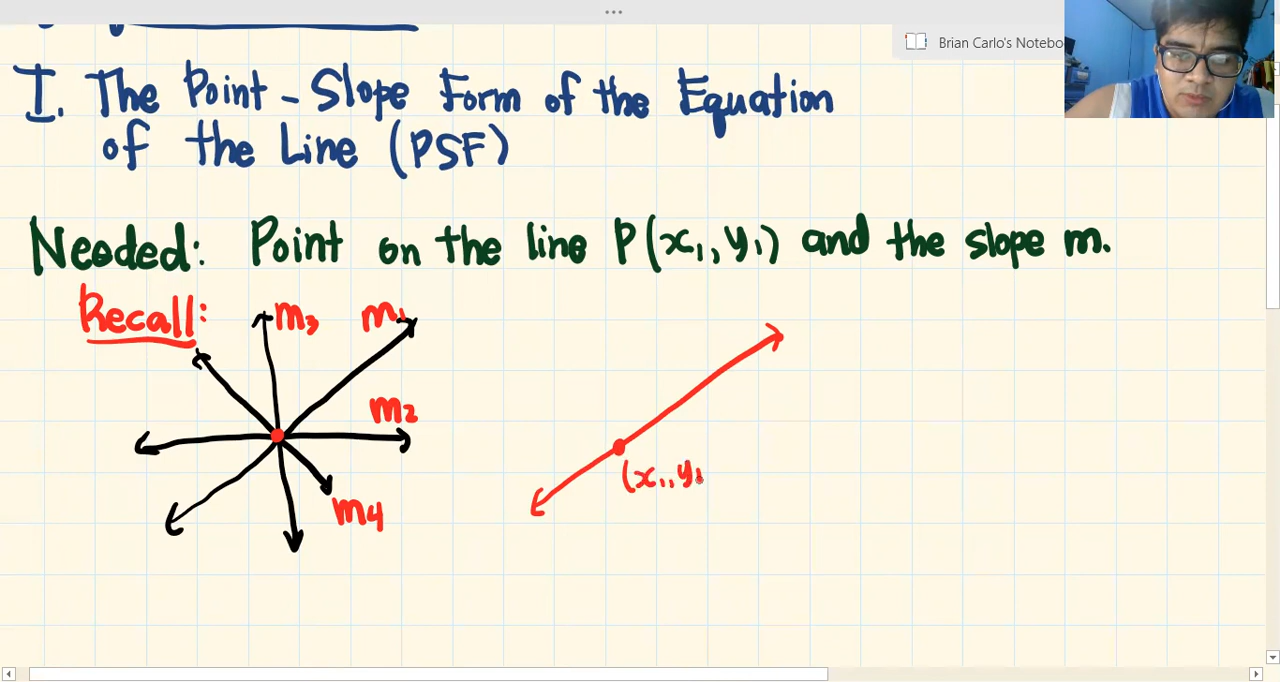 Brian Carlo's Notebo
I. The Point-Slope Form of the Equation
of the Line (PSF)
Needed: Point on the line P(x₁, y₁) and the slope m.
Recall:
m₃ m₁
m₂
m₄
(x₁, y₁